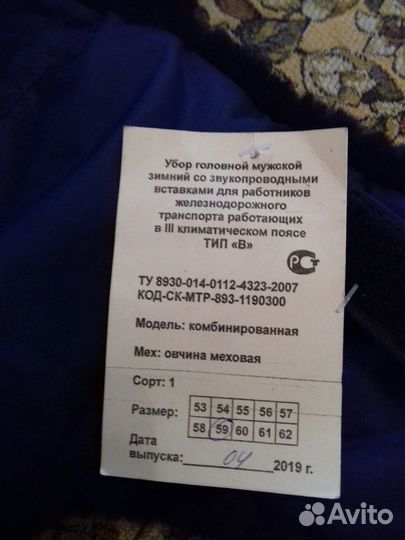 Убор головной мужской
зимний со звукопроводными
вставками для работников
железнодорожного
транспорта работающих
в III климатическом поясе
ТИП «В»
РСТ
ТУ 8930-014-0112-4323-2007
КОД-СК-МТР-893-1190300
Модель: комбинированная
Мех: овчина меховая
Сорт: 1
Размер: 53 54 55 56 57
58 59 60 61 62
Дата
выпуска: 04 2019 г.
Avito